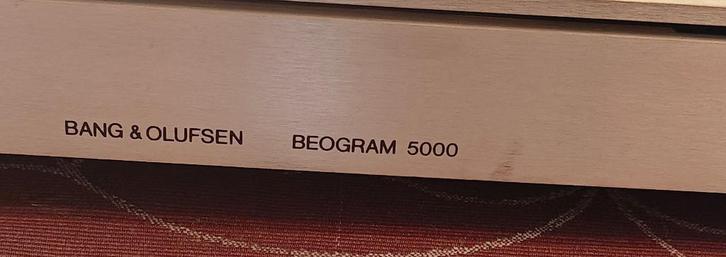 BANG & OLUFSEN BEOGRAM 5000